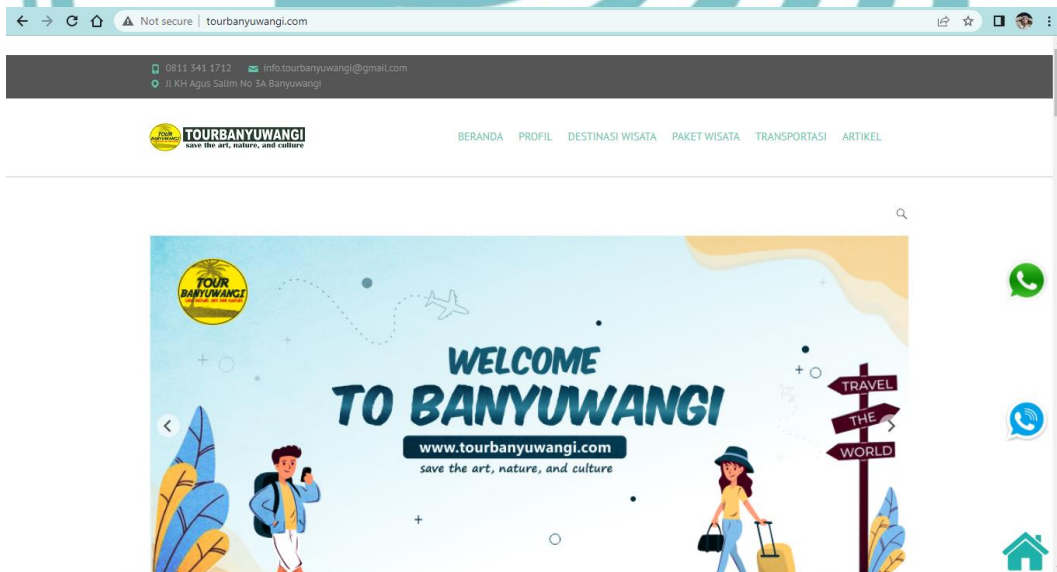 Not secure | tourbanyuwangi.com
0811 341 1712 info.tourbanyuwangi@gmail.com
Jl KH Agus Salim No 3A Banyuwangi
TOUR
BANYUWANGI
TOURBANYUWANGI
save the art, nature, and culture
BERANDA PROFIL DESTINASI WISATA PAKET WISATA TRANSPORTASI ARTIKEL
TOUR
BANYUWANGI
WELCOME
TO BANYUWANGI
www.tourbanyuwangi.com
save the art, nature, and culture
TRAVEL
THE
WORLD